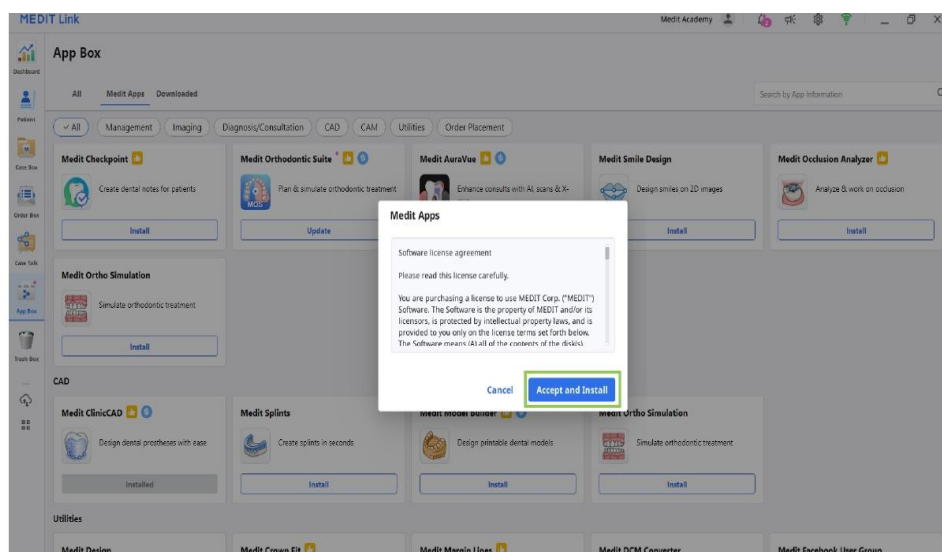 MEDIT Link
Medit Academy
Dashboard
Patient
Case Box
Order Box
Case Talk
App Box
Trash Box
App Box
All Medit Apps Downloaded
Search by App Information
All Management Imaging Diagnosis/Consultation CAD CAM Utilities Order Placement
Medit Checkpoint
Create dental notes for patients
Install
Medit Orthodontic Suite
MOS
Plan & simulate orthodontic treatment
Update
Medit AuraVue
Enhance consults with AI, scans & X-
Medit Smile Design
Design smiles on 2D images
Install
Medit Occlusion Analyzer
Analyze & work on occlusion
Install
Medit Ortho Simulation
Simulate orthodontic treatment
Install
Medit Apps
Software license agreement
Please read this license carefully.
You are purchasing a license to use MEDIT Corp. ("MEDIT")
Software. The Software is the property of MEDIT and/or its
licensors, is protected by intellectual property laws, and is
provided to you only on the license terms set forth below.
The Software means (A) all of the contents of the disk(s)
Cancel Accept and Install
CAD
Medit ClinicCAD
Design dental prostheses with ease
Installed
Medit Splints
Create splints in seconds
Install
Medit Model Builder
Design printable dental models
Install
Medit Ortho Simulation
Simulate orthodontic treatment
Install
Utilities
Medit Design
Medit Crown Fit
Medit Margin Lines
Medit DCM Converter
Medit Facebook User Group